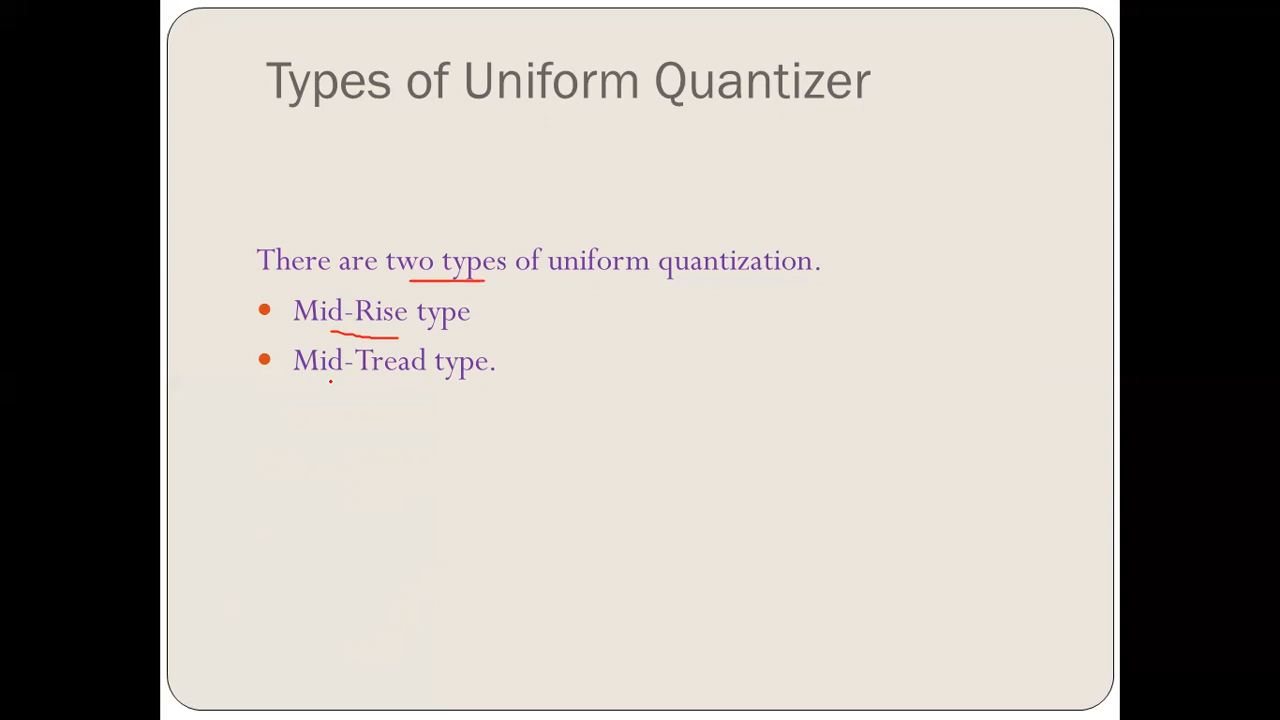 Types of Uniform Quantizer
There are two types of uniform quantization.
• Mid-Rise type
• Mid-Tread type.